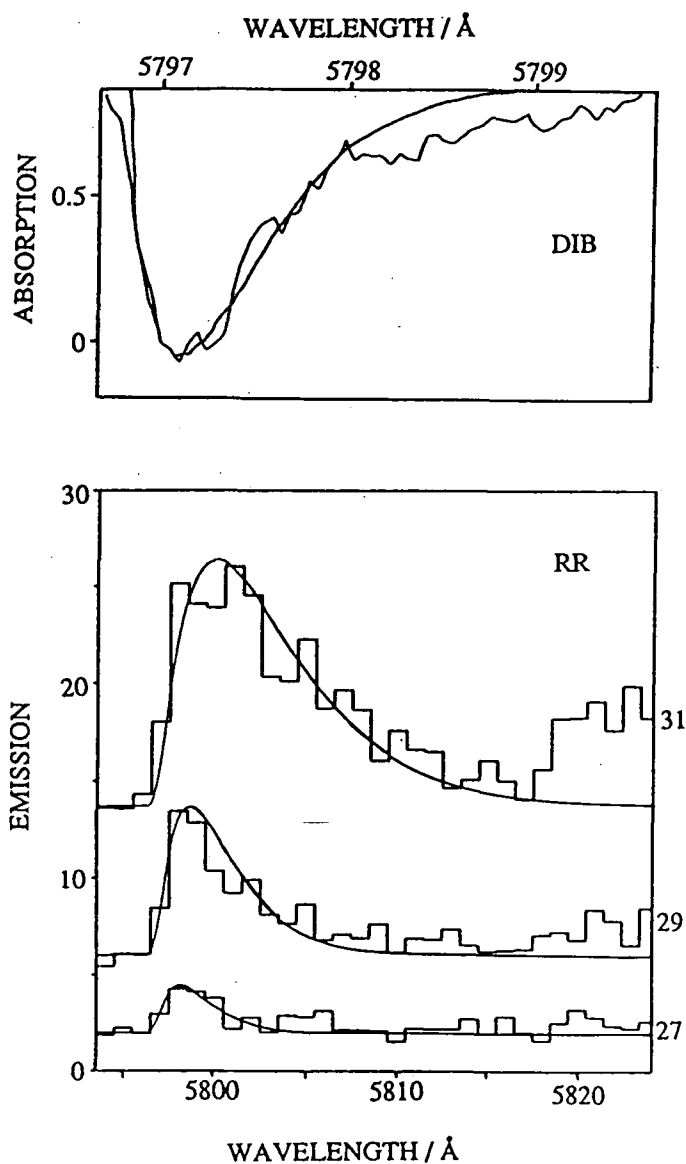 WAVELENGTH / Å
5797 5798 5799
ABSORPTION
0.5
0
DIB
30
20
10
0
EMISSION
RR
31
29
27
5800 5810 5820
WAVELENGTH / Å